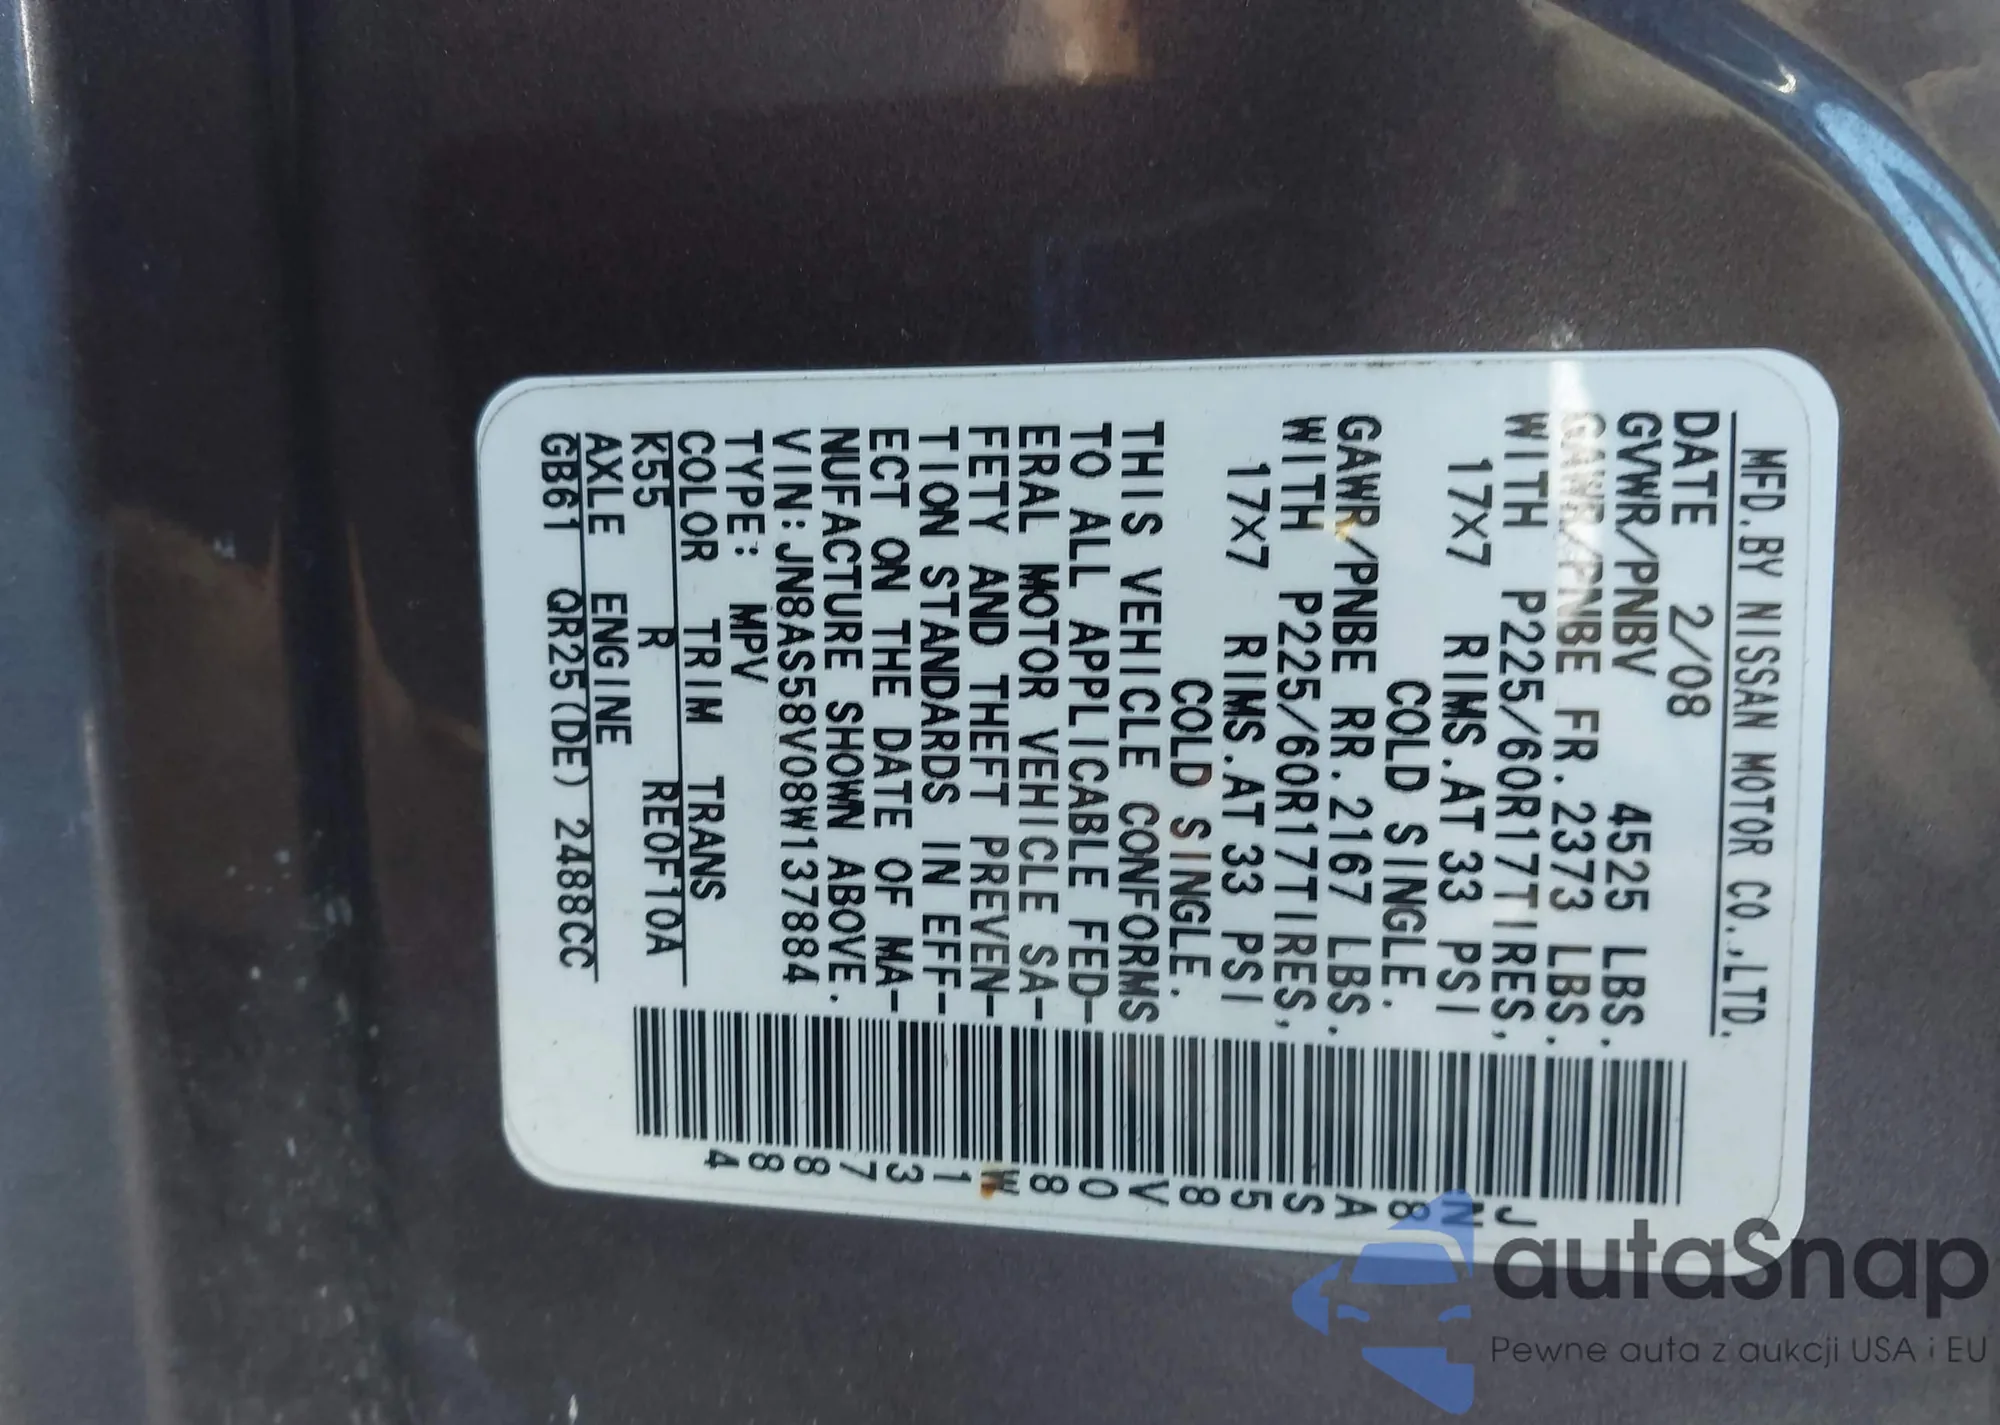 MFD.BY NISSAN MOTOR CO.,LTD.
DATE 2/08
GVWR/PNBV 4525 LBS.
GAWR/PNBE FR.2373 LBS.
WITH P225/60R17TIRES,
17X7 RIMS.AT 33 PSI
COLD SINGLE.
GAWR/PNBE RR.2167 LBS.
WITH P225/60R17TIRES,
17X7 RIMS.AT 33 PSI
COLD SINGLE.
THIS VEHICLE CONFORMS
TO ALL APPLICABLE FED-
ERAL MOTOR VEHICLE SA-
FETY AND THEFT PREVEN-
TION STANDARDS IN EFF-
ECT ON THE DATE OF MA-
NUFACTURE SHOWN ABOVE.
VIN:JN8AS58V08W137884
TYPE: MPV
COLOR TRIM TRANS
K55 R RE0F10A
AXLE ENGINE
GB61 QR25(DE) 2488CC
JN8AS58V08W137884
autaSnap
Pewne auta z aukcji USA i EU